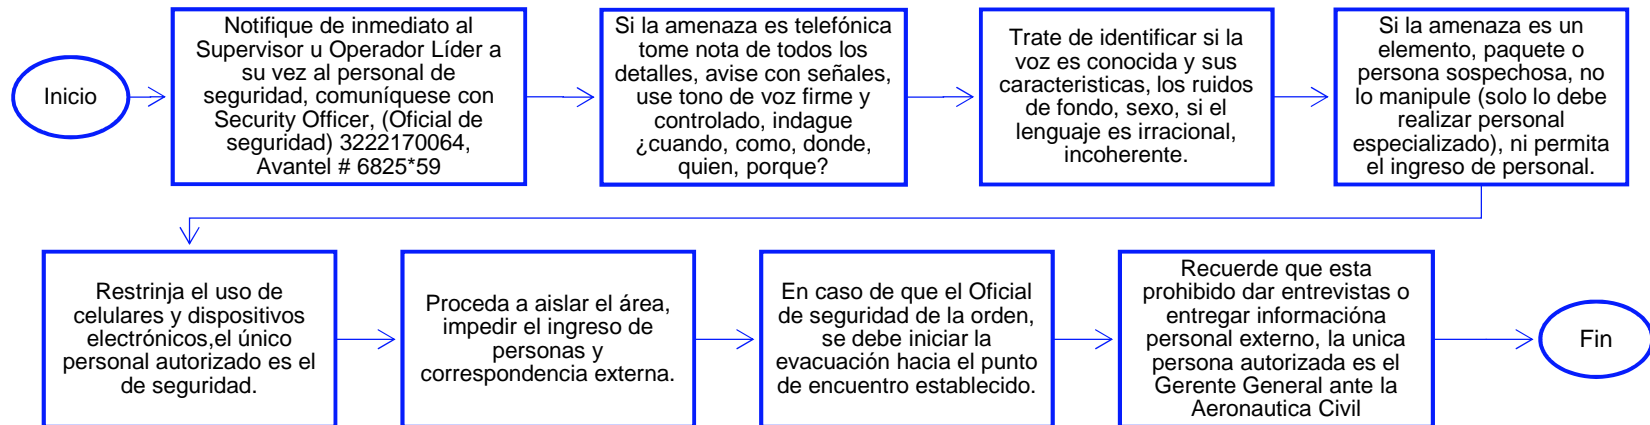 Inicio
Notifique de inmediato al
Supervisor u Operador Líder a
su vez al personal de
seguridad, comuníquese con
Security Officer, (Oficial de
seguridad) 3222170064,
Avantel # 6825*59
Si la amenaza es telefónica
tome nota de todos los
detalles, avise con señales,
use tono de voz firme y
controlado, indague
¿cuando, como, donde,
quien, porque?
Trate de identificar si la
voz es conocida y sus
caracteristicas, los ruidos
de fondo, sexo, si el
lenguaje es irracional,
incoherente.
Si la amenaza es un
elemento, paquete o
persona sospechosa, no
lo manipule (solo lo debe
realizar personal
especializado), ni permita
el ingreso de personal.
Restrinja el uso de
celulares y dispositivos
electrónicos,el único
personal autorizado es el
de seguridad.
Proceda a aislar el área,
impedir el ingreso de
personas y
correspondencia externa.
En caso de que el Oficial
de seguridad de la orden,
se debe iniciar la
evacuación hacia el punto
de encuentro establecido.
Recuerde que esta
prohibido dar entrevistas o
entregar informacióna
personal externo, la unica
persona autorizada es el
Gerente General ante la
Aeronautica Civil
Fin